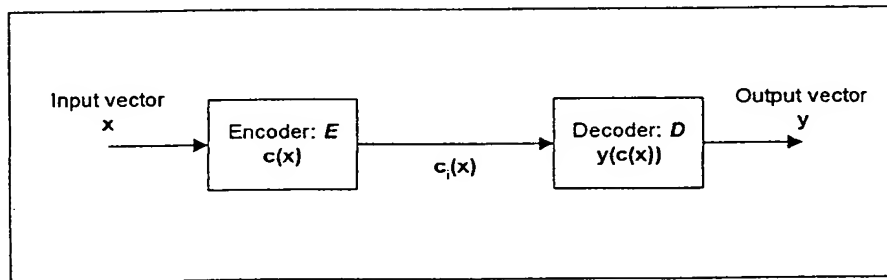 Input vector
x
Encoder: E
c(x)
cᵢ(x)
Decoder: D
y(c(x))
Output vector
y